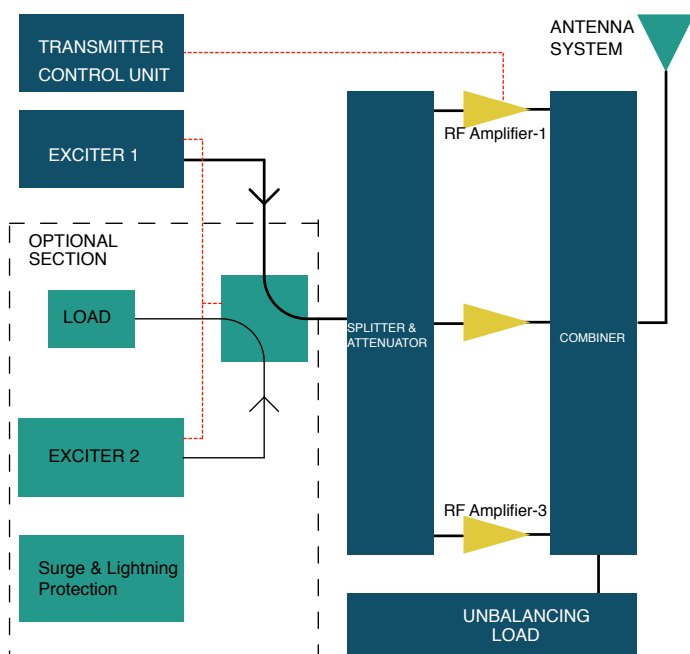 TRANSMITTER
CONTROL UNIT
ANTENNA
SYSTEM
EXCITER 1
RF Amplifier-1
OPTIONAL
SECTION
LOAD
SPLITTER &
ATTENUATOR
COMBINER
EXCITER 2
RF Amplifier-3
Surge & Lightning
Protection
UNBALANCING
LOAD